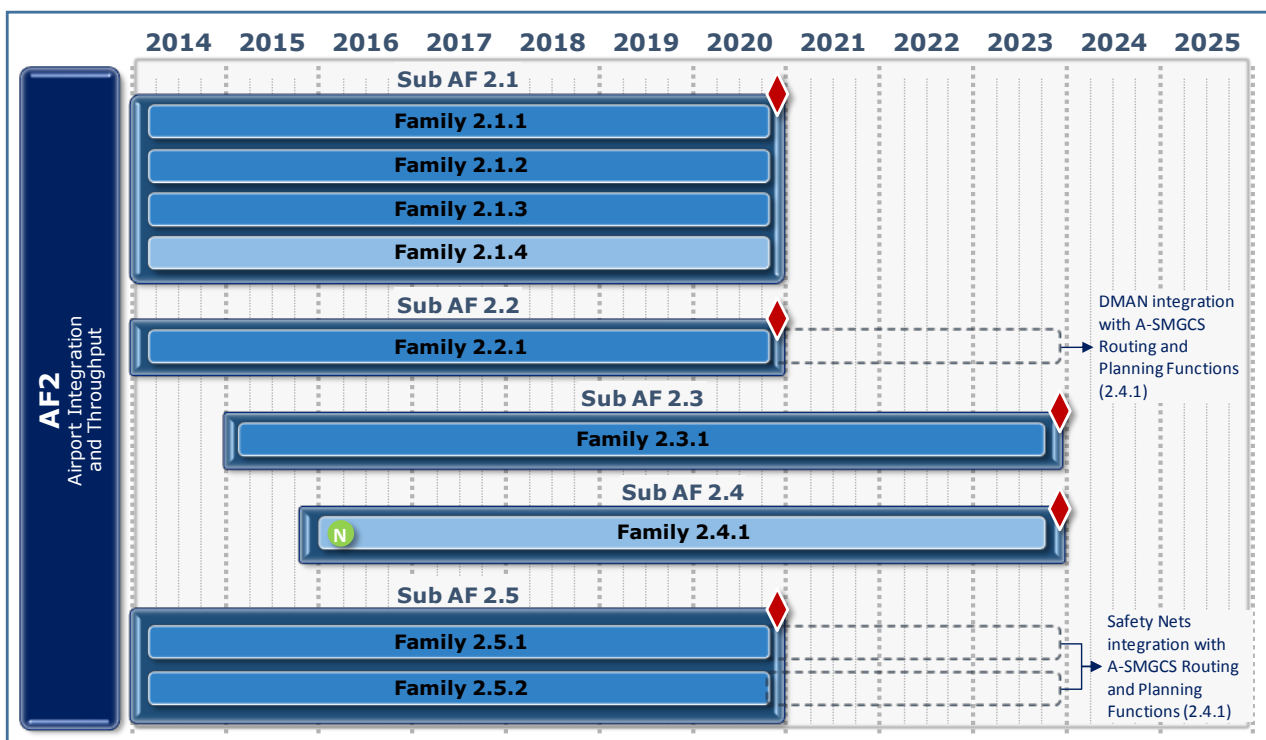 2014 2015 2016 2017 2018 2019 2020 2021 2022 2023 2024 2025
AF2
Airport Integration
and Throughput
Sub AF 2.1
Family 2.1.1
Family 2.1.2
Family 2.1.3
Family 2.1.4
Sub AF 2.2
Family 2.2.1
DMAN integration
with A-SMGCS
Routing and
Planning Functions
(2.4.1)
Sub AF 2.3
Family 2.3.1
Sub AF 2.4
N
Family 2.4.1
Sub AF 2.5
Family 2.5.1
Family 2.5.2
Safety Nets
integration with
A-SMGCS Routing
and Planning
Functions (2.4.1)